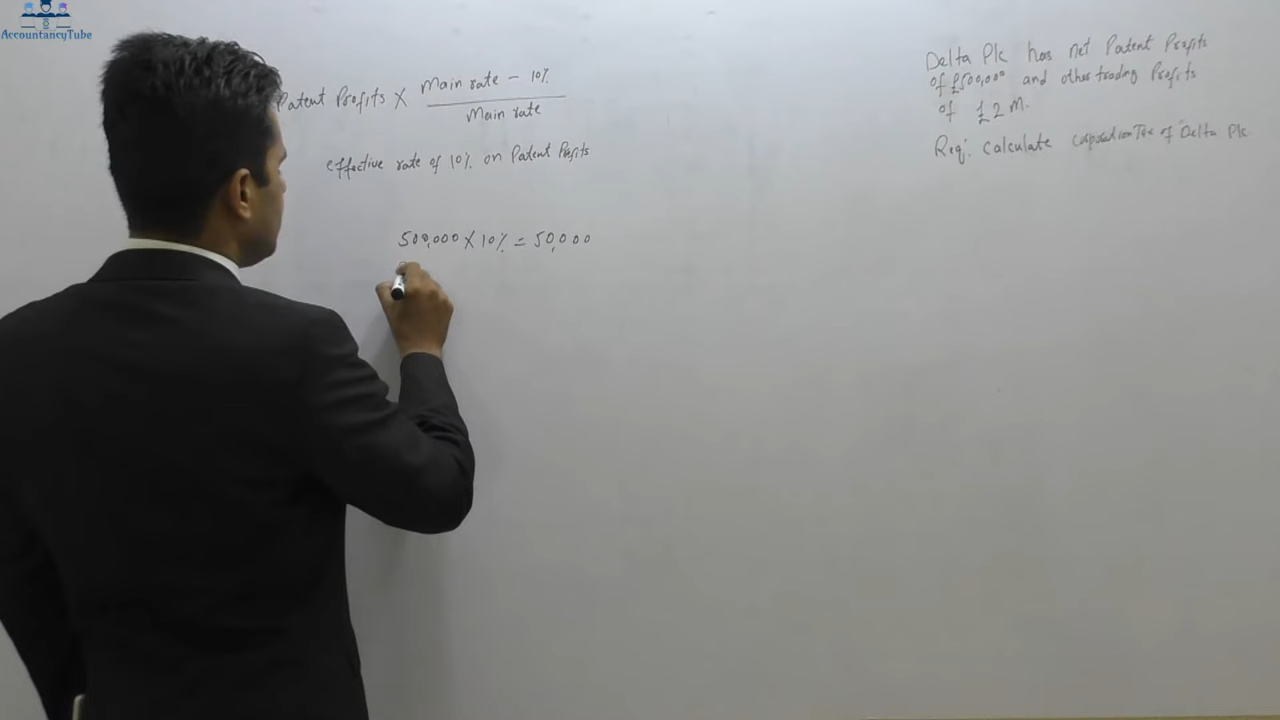 AccountancyTube
Patent Profits X Main rate - 10% / Main rate
effective rate of 10% on Patent Profits
500,000 X 10% = 50,000
Delta Plc has net Patent Profits
of £500,000 and other trading Profits
of £2 M.
Req: Calculate corporation Tax of Delta Plc